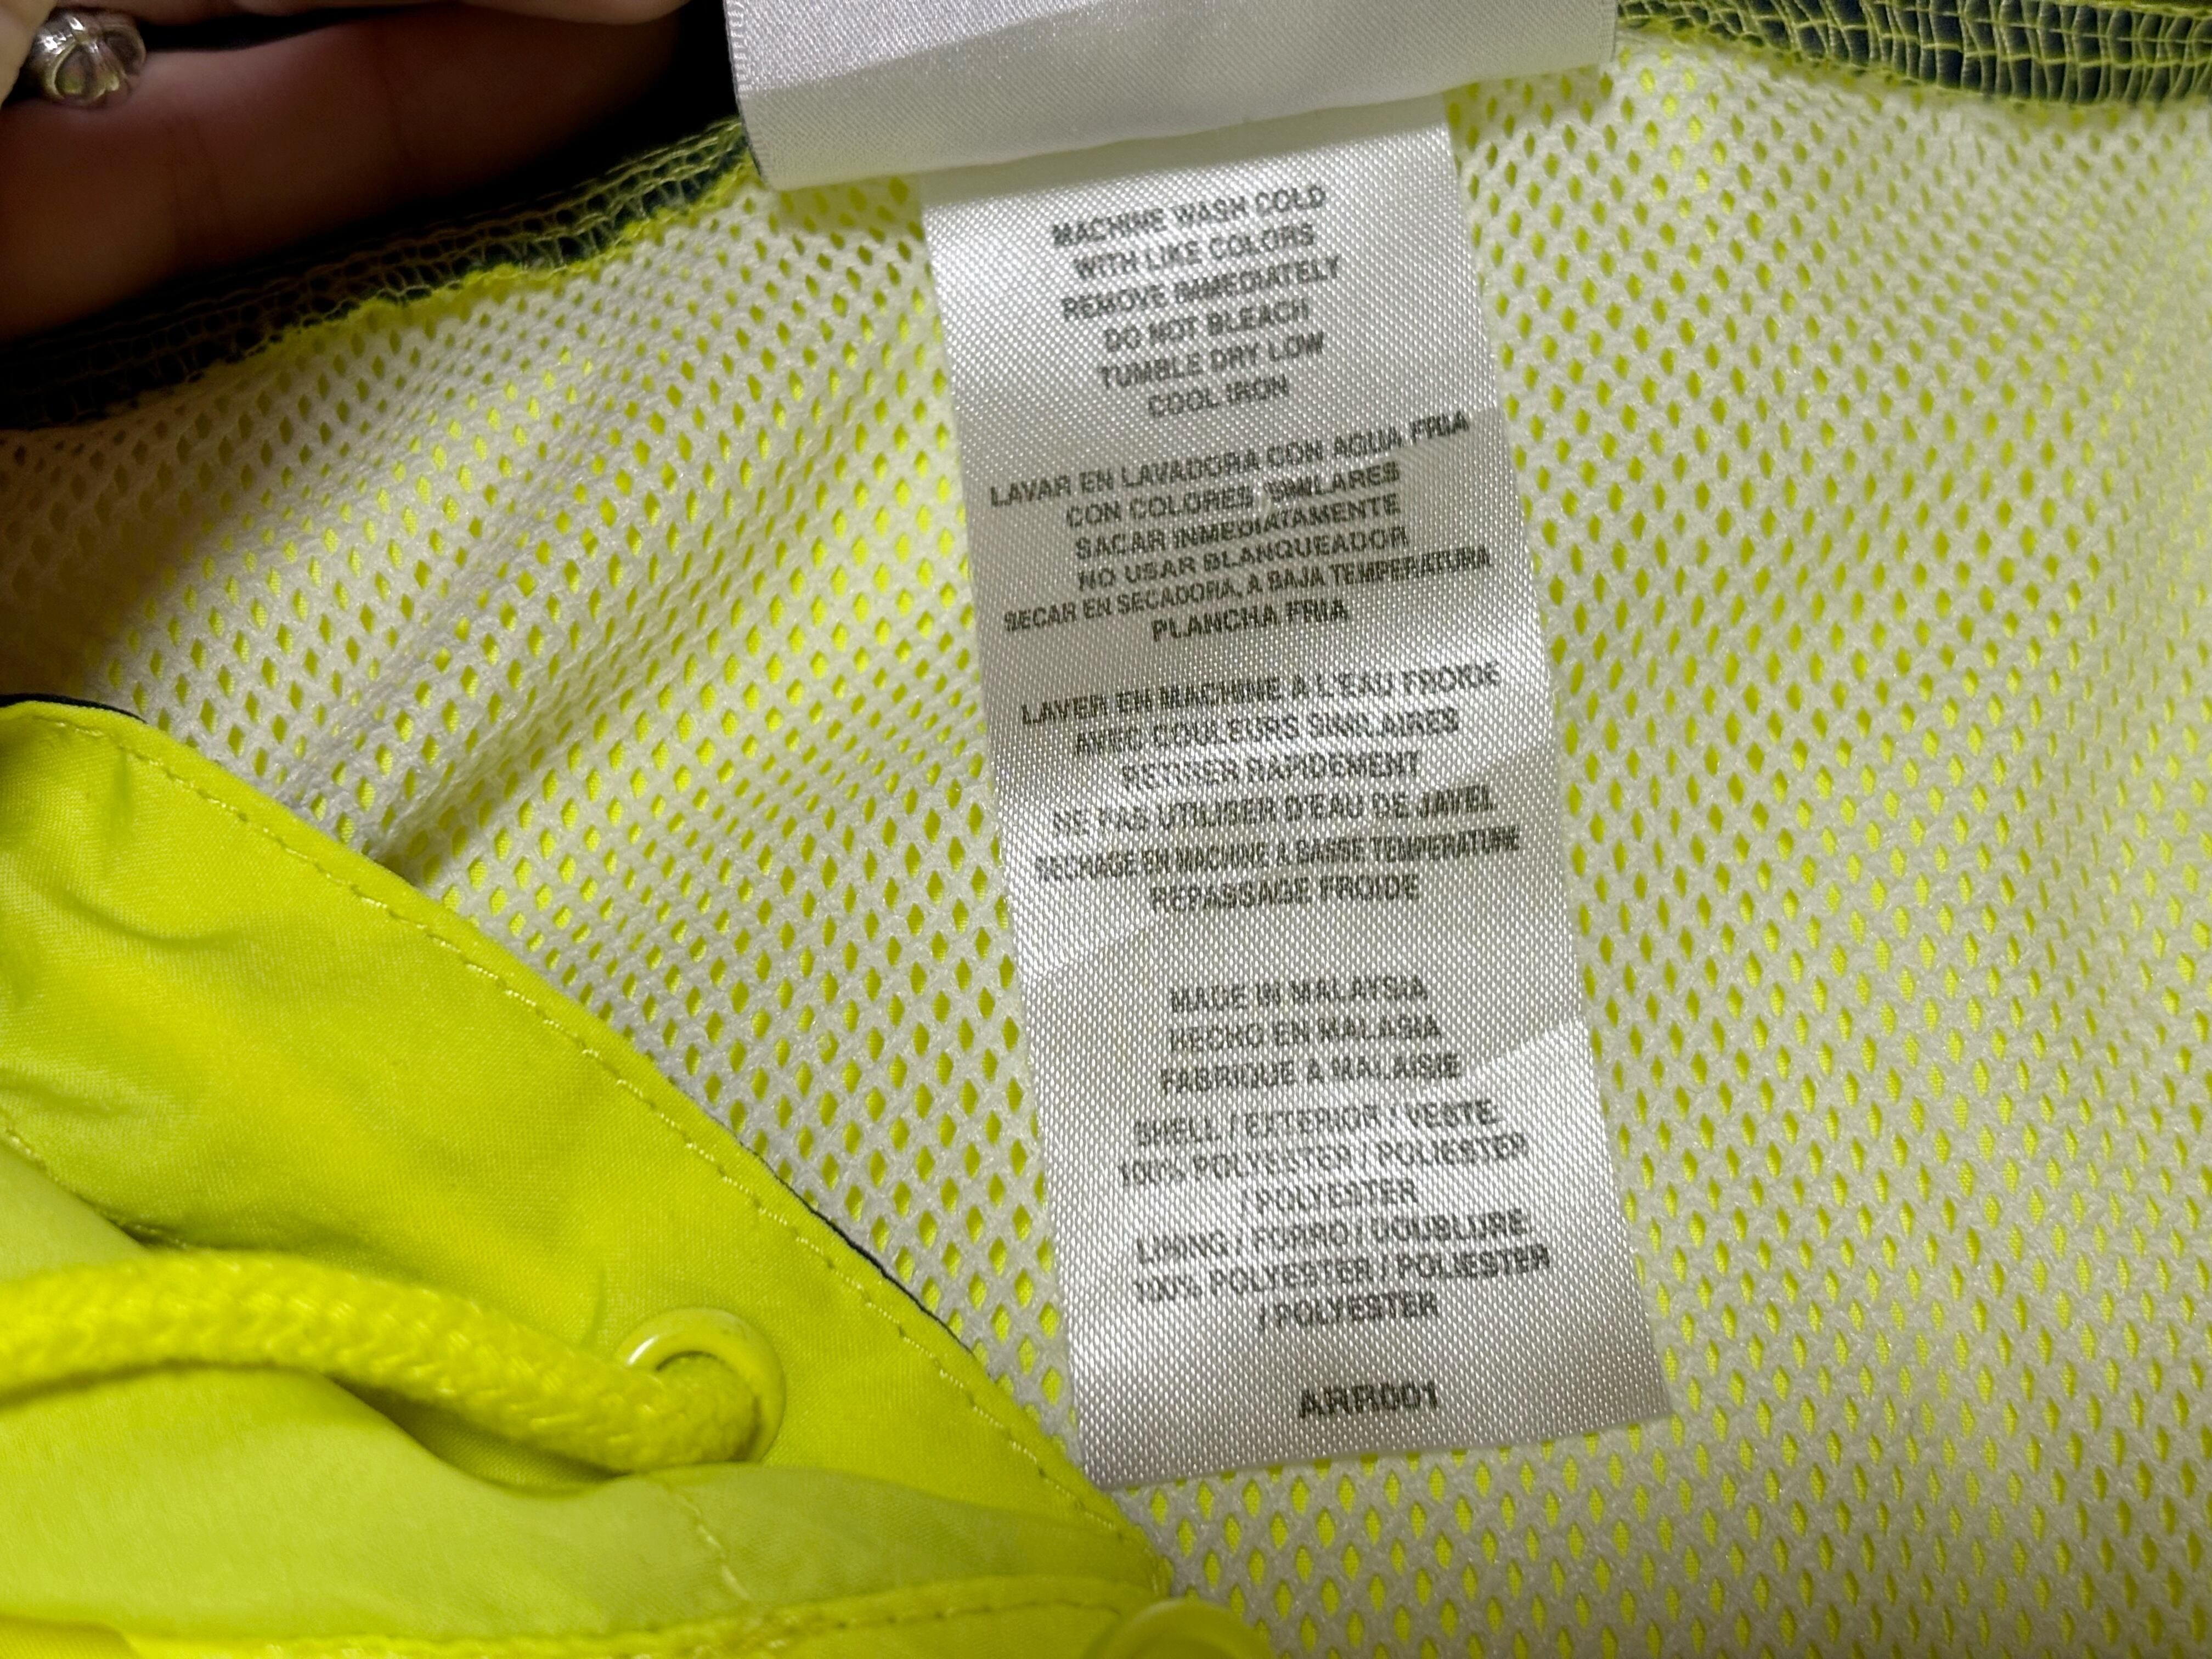 MACHINE WASH COLD
WITH LIKE COLORS
REMOVE IMMEDIATELY
DO NOT BLEACH
TUMBLE DRY LOW
COOL IRON
LAVAR EN LAVADORA CON AGUA FRIA
CON COLORES SIMILARES
SACAR INMEDIATAMENTE
NO USAR BLANQUEADOR
SECAR EN SECADORA, A BAJA TEMPERATURA
PLANCHA FRIA
LAVER EN MACHINE A L'EAU FROIDE
AVEC COULEURS SIMILAIRES
RETIRER RAPIDEMENT
NE PAS UTILISER D'EAU DE JAVEL
SECHAGE EN MACHINE A BASSE TEMPERATURE
REPASSAGE FROIDE
MADE IN MALAYSIA
HECHO EN MALASIA
FABRIQUE A MALAISIE
SHELL / EXTERIOR / VESTE
100% POLYESTER / POLIESTER
/ POLYESTER
LINING / FORRO / DOUBLURE
100% POLYESTER / POLIESTER
/ POLYESTER
ARR001